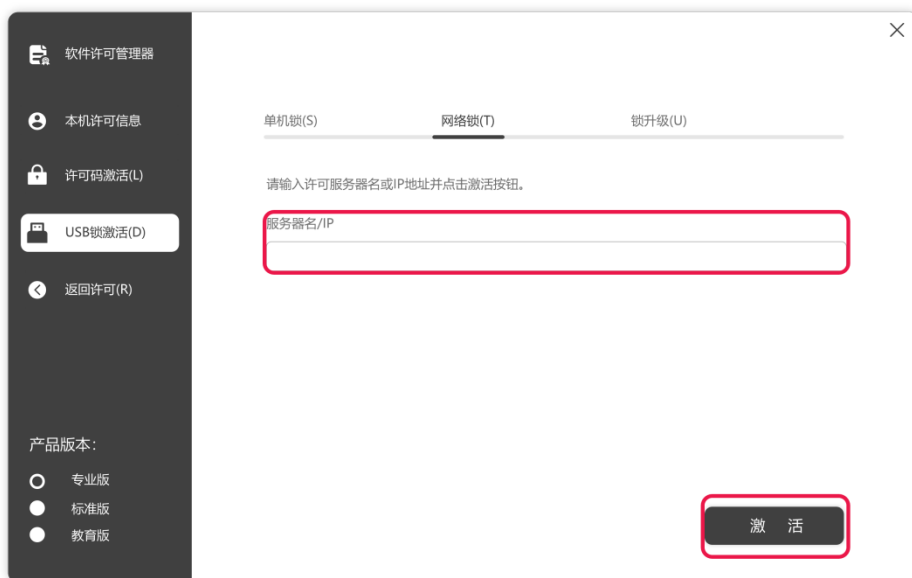 软件许可管理器
本机许可信息
许可码激活(L)
USB锁激活(D)
返回许可(R)
产品版本：
专业版
标准版
教育版
单机锁(S)
网络锁(T)
锁升级(U)
请输入许可服务器名或IP地址并点击激活按钮。
服务器名/IP
激 活